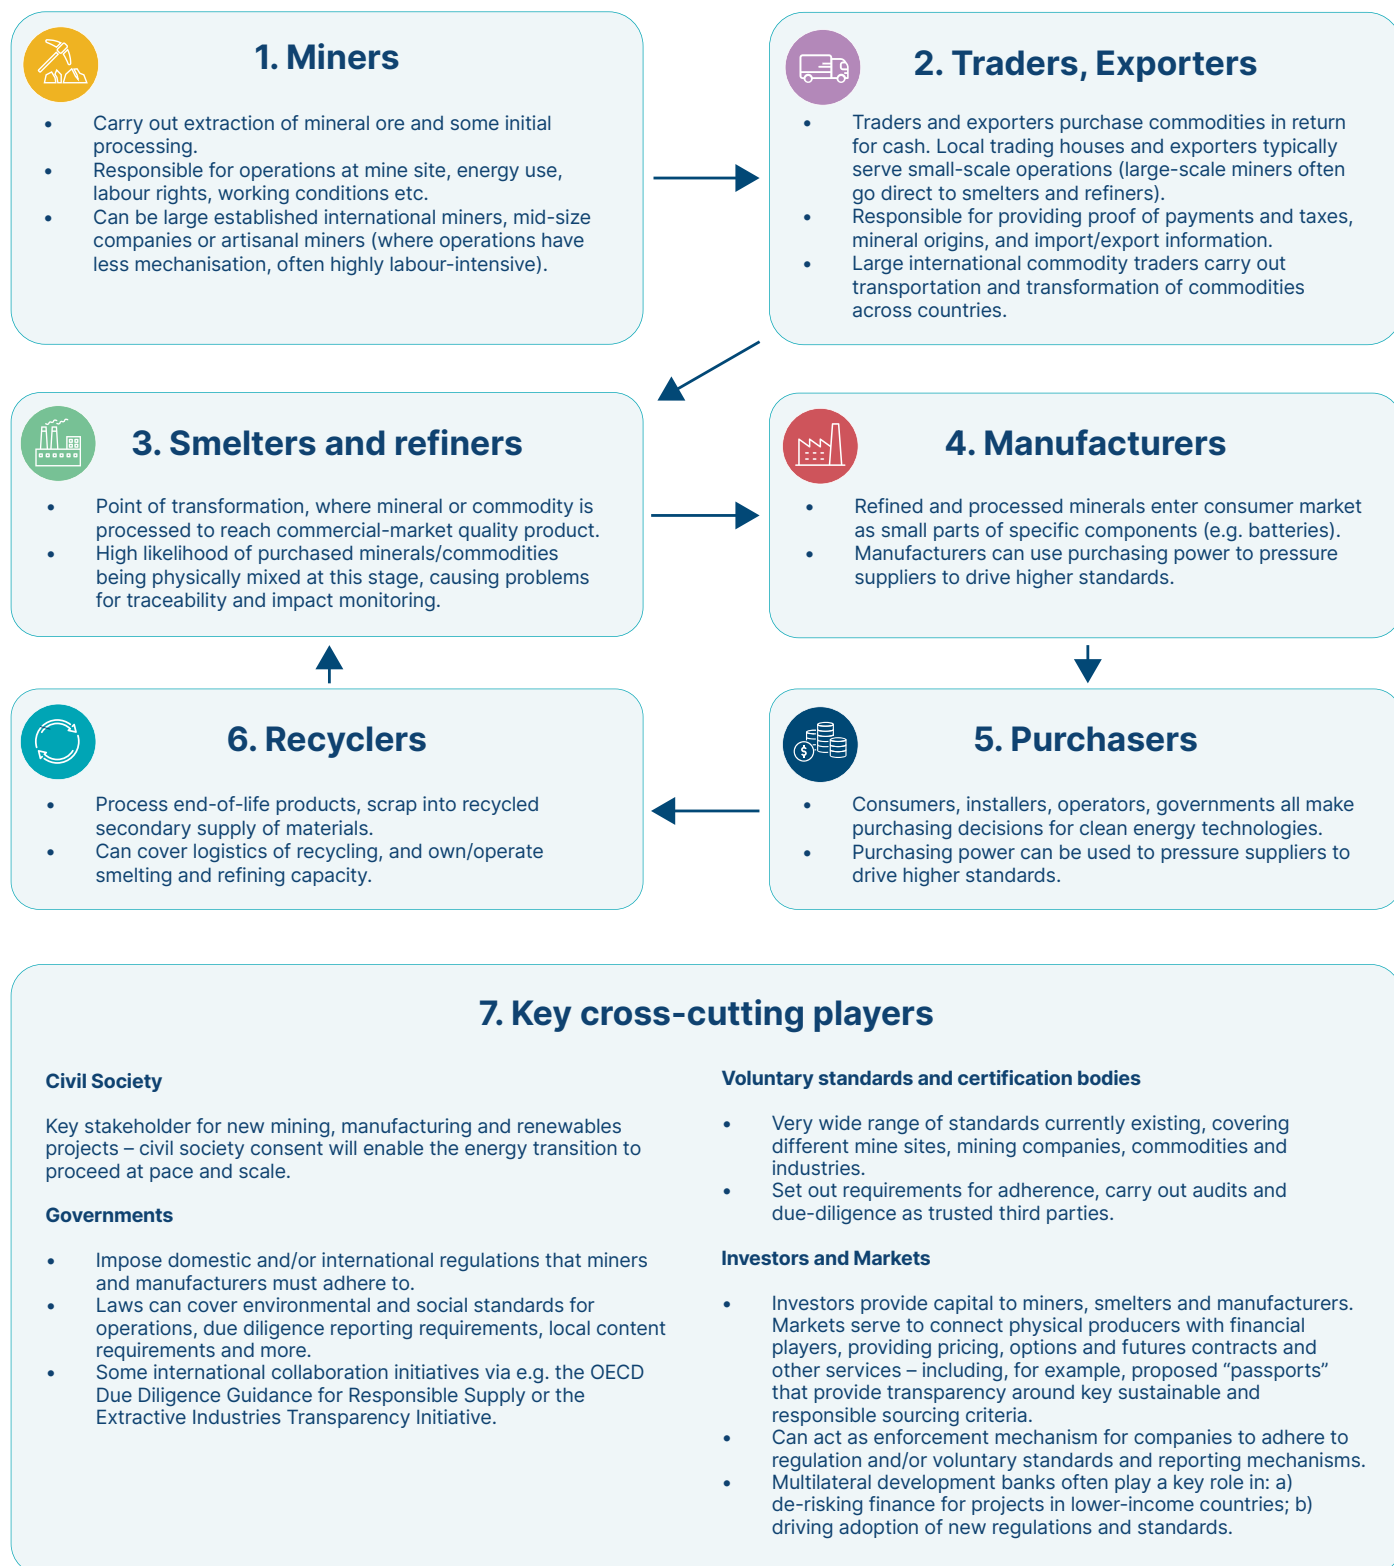 1. Miners
• Carry out extraction of mineral ore and some initial
processing.
• Responsible for operations at mine site, energy use,
labour rights, working conditions etc.
• Can be large established international miners, mid-size
companies or artisanal miners (where operations have
less mechanisation, often highly labour-intensive).
2. Traders, Exporters
• Traders and exporters purchase commodities in return
for cash. Local trading houses and exporters typically
serve small-scale operations (large-scale miners often
go direct to smelters and refiners).
• Responsible for providing proof of payments and taxes,
mineral origins, and import/export information.
• Large international commodity traders carry out
transportation and transformation of commodities
across countries.
3. Smelters and refiners
• Point of transformation, where mineral or commodity is
processed to reach commercial-market quality product.
• High likelihood of purchased minerals/commodities
being physically mixed at this stage, causing problems
for traceability and impact monitoring.
4. Manufacturers
• Refined and processed minerals enter consumer market
as small parts of specific components (e.g. batteries).
• Manufacturers can use purchasing power to pressure
suppliers to drive higher standards.
5. Purchasers
$
• Consumers, installers, operators, governments all make
purchasing decisions for clean energy technologies.
• Purchasing power can be used to pressure suppliers to
drive higher standards.
6. Recyclers
• Process end-of-life products, scrap into recycled
secondary supply of materials.
• Can cover logistics of recycling, and own/operate
smelting and refining capacity.
7. Key cross-cutting players
Civil Society
Key stakeholder for new mining, manufacturing and renewables
projects – civil society consent will enable the energy transition to
proceed at pace and scale.
Governments
• Impose domestic and/or international regulations that miners
and manufacturers must adhere to.
• Laws can cover environmental and social standards for
operations, due diligence reporting requirements, local content
requirements and more.
• Some international collaboration initiatives via e.g. the OECD
Due Diligence Guidance for Responsible Supply or the
Extractive Industries Transparency Initiative.
Voluntary standards and certification bodies
• Very wide range of standards currently existing, covering
different mine sites, mining companies, commodities and
industries.
• Set out requirements for adherence, carry out audits and
due-diligence as trusted third parties.
Investors and Markets
• Investors provide capital to miners, smelters and manufacturers.
Markets serve to connect physical producers with financial
players, providing pricing, options and futures contracts and
other services – including, for example, proposed “passports”
that provide transparency around key sustainable and
responsible sourcing criteria.
• Can act as enforcement mechanism for companies to adhere to
regulation and/or voluntary standards and reporting mechanisms.
• Multilateral development banks often play a key role in: a)
de-risking finance for projects in lower-income countries; b)
driving adoption of new regulations and standards.